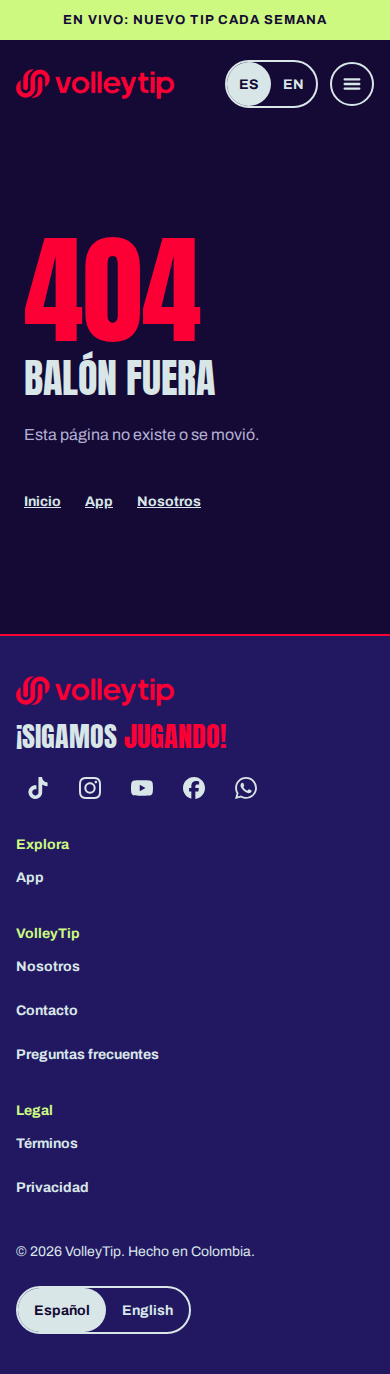 EN VIVO: NUEVO TIP CADA SEMANA
volleytip
ES EN
404
BALÓN FUERA
Esta página no existe o se movió.
Inicio App Nosotros
volleytip
¡SIGAMOS JUGANDO!
Explora
App
VolleyTip
Nosotros
Contacto
Preguntas frecuentes
Legal
Términos
Privacidad
© 2026 VolleyTip. Hecho en Colombia.
Español English